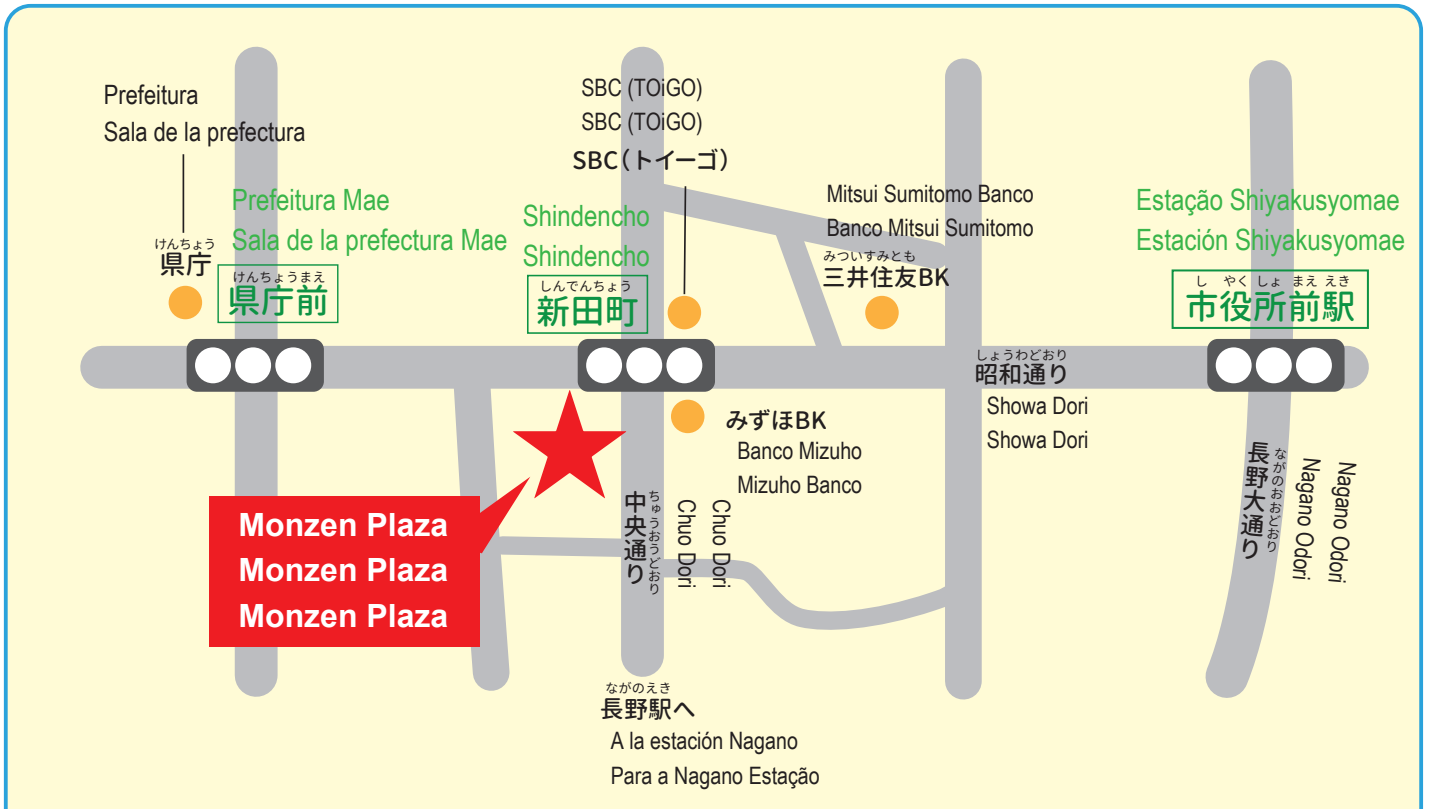 Prefeitura
Sala de la prefectura
けんちょう
県庁
Prefeitura Mae
Sala de la prefectura Mae
けんちょうまえ
県庁前
SBC (TOiGO)
SBC (TOiGO)
SBC(トイーゴ)
Shindencho
Shindencho
しんでんちょう
新田町
Mitsui Sumitomo Banco
Banco Mitsui Sumitomo
みついすみとも
三井住友BK
Estação Shiyakusyomae
Estación Shiyakusyomae
し やく しょ まえ えき
市役所前駅
しょうわどおり
昭和通り
Showa Dori
Showa Dori
みずほBK
Banco Mizuho
Mizuho Banco
Monzen Plaza
Monzen Plaza
Monzen Plaza
ちゅうおうどおり
中央通り
Chuo Dori
Chuo Dori
ながのおおどおり
長野大通り
Nagano Odori
Nagano Odori
ながのえき
長野駅へ
A la estación Nagano
Para a Nagano Estação